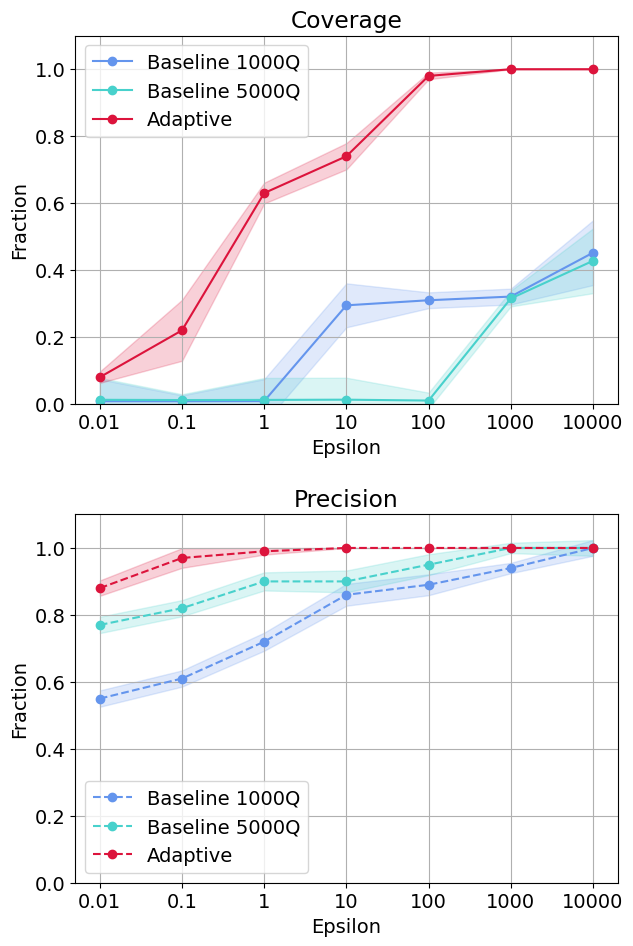 Coverage
Baseline 1000Q
Baseline 5000Q
Adaptive
1.0
0.8
0.6
0.4
0.2
0.0
Fraction
0.01 0.1 1 10 100 1000 10000
Epsilon
Precision
1.0
0.8
0.6
0.4
0.2
0.0
Fraction
Baseline 1000Q
Baseline 5000Q
Adaptive
0.01 0.1 1 10 100 1000 10000
Epsilon